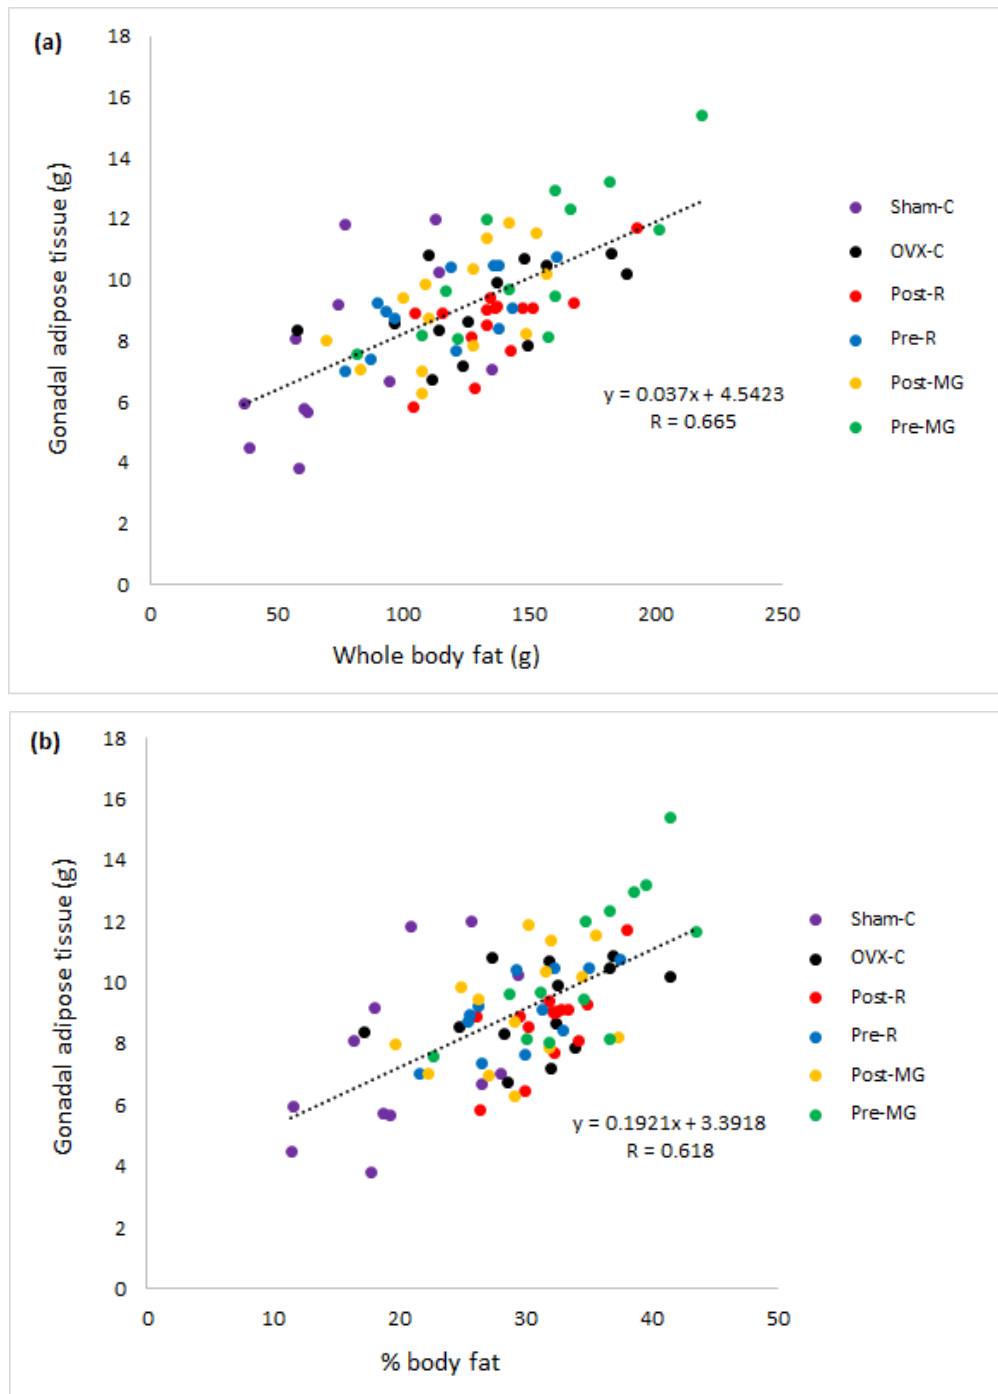 (a)
18
16
14
12
10
8
6
4
2
0
Gonadal adipose tissue (g)
0 50 100 150 200 250
Whole body fat (g)
y = 0.037x + 4.5423
R = 0.665
Sham-C
OVX-C
Post-R
Pre-R
Post-MG
Pre-MG
(b)
18
16
14
12
10
8
6
4
2
0
Gonadal adipose tissue (g)
0 20 30 40 50
% body fat
y = 0.1921x + 3.3918
R = 0.618
Sham-C
OVX-C
Post-R
Pre-R
Post-MG
Pre-MG